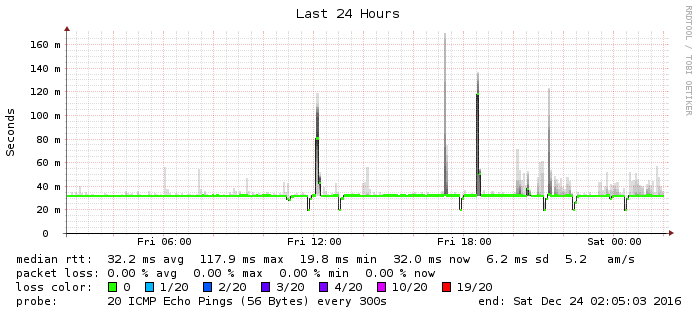 Last 24 Hours
RRDTOOL / TOBI OETIKER
Seconds
160 m
140 m
120 m
100 m
80 m
60 m
40 m
20 m
0
Fri 06:00 Fri 12:00 Fri 18:00 Sat 00:00
median rtt: 32.2 ms avg 117.9 ms max 19.8 ms min 32.0 ms now 6.2 ms sd 5.2 am/s
packet loss: 0.00 % avg 0.00 % max 0.00 % min 0.00 % now
loss color: 0 1/20 2/20 3/20 4/20 10/20 19/20
probe: 20 ICMP Echo Pings (56 Bytes) every 300s end: Sat Dec 24 02:05:03 2016